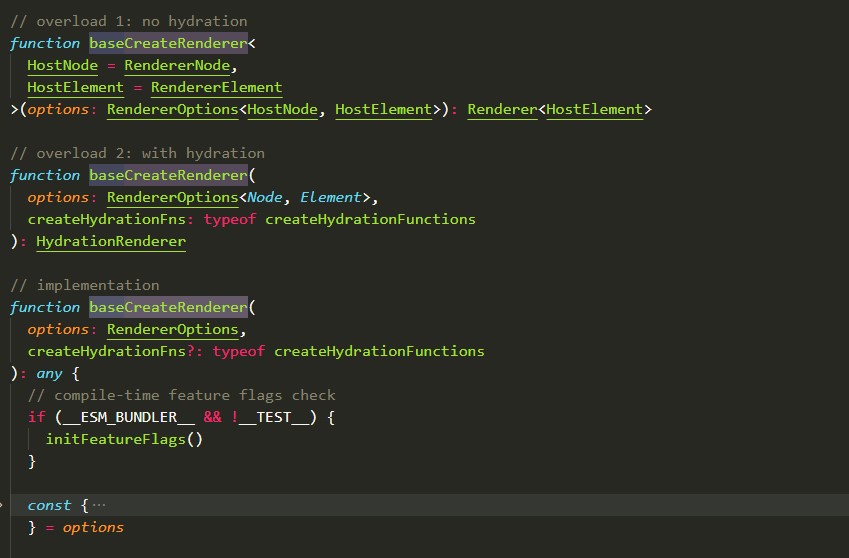 // overload 1: no hydration
function baseCreateRenderer<
  HostNode = RendererNode,
  HostElement = RendererElement
>(options: RendererOptions<HostNode, HostElement>): Renderer<HostElement>
// overload 2: with hydration
function baseCreateRenderer(
  options: RendererOptions<Node, Element>,
  createHydrationFns: typeof createHydrationFunctions
): HydrationRenderer
// implementation
function baseCreateRenderer(
  options: RendererOptions,
  createHydrationFns?: typeof createHydrationFunctions
): any {
  // compile-time feature flags check
  if (__ESM_BUNDLER__ && !__TEST__) {
    initFeatureFlags()
  }
  const {···
  } = options